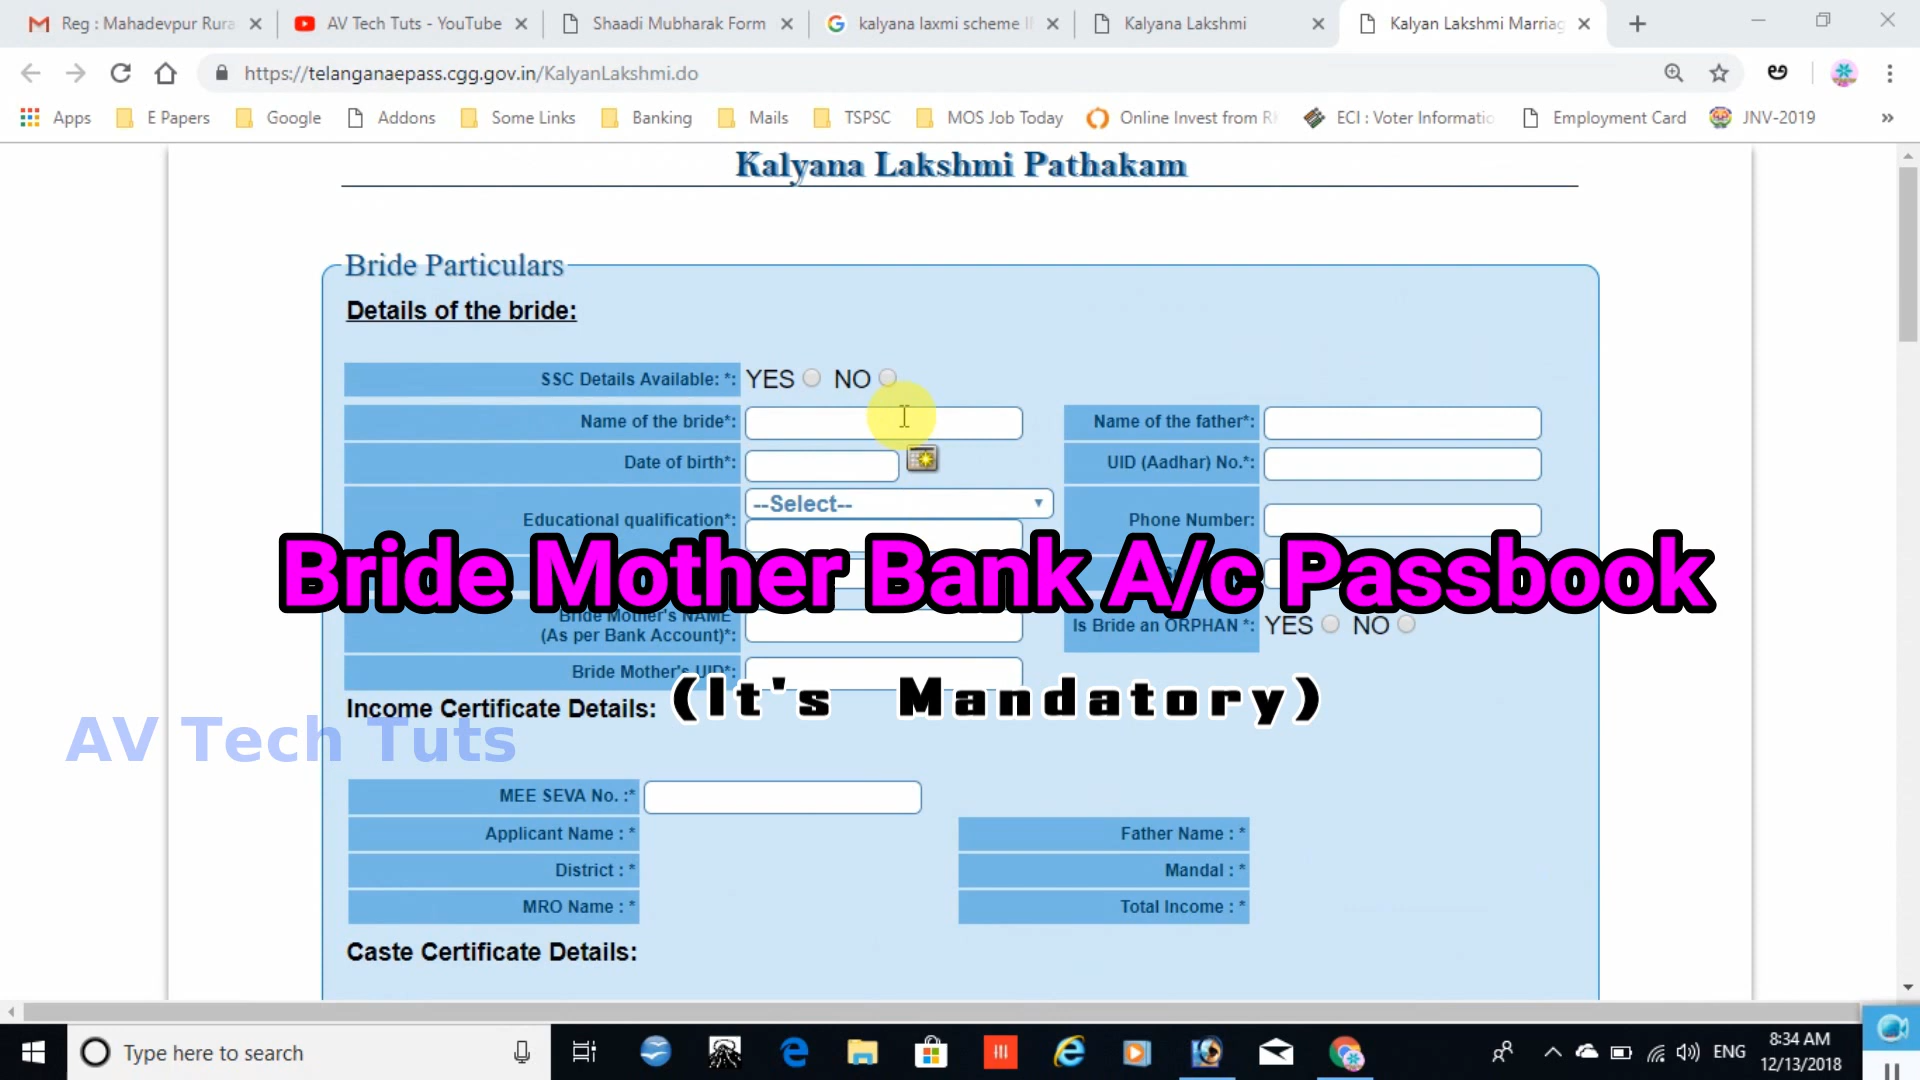 Reg : Mahadevpur Rura
AV Tech Tuts - YouTube
Shaadi Mubharak Form
kalyana laxmi scheme
Kalyana Lakshmi
Kalyan Lakshmi Marriag
https://telanganaepass.cgg.gov.in/KalyanLakshmi.do
Apps
E Papers
Google
Addons
Some Links
Banking
Mails
TSPSC
MOS Job Today
Online Invest from
ECI : Voter Informatio
Employment Card
JNV-2019
»
Kalyana Lakshmi Pathakam
Bride Particulars
Details of the bride:
SSC Details Available: *: YES NO
Name of the bride*:
Name of the father*:
Date of birth*:
UID (Aadhar) No.*:
Educational qualification*: --Select--
Phone Number:
Bride Mother Bank A/c Passbook
Bride Mother's NAME
(As per Bank Account)*:
Is Bride an ORPHAN *: YES NO
Bride Mother's UID*:
(It's Mandatory)
Income Certificate Details:
AV Tech Tuts
MEE SEVA No. :*
Applicant Name : *
Father Name : *
District : *
Mandal : *
MRO Name : *
Total Income : *
Caste Certificate Details:
Type here to search
ENG
8:34 AM
12/13/2018